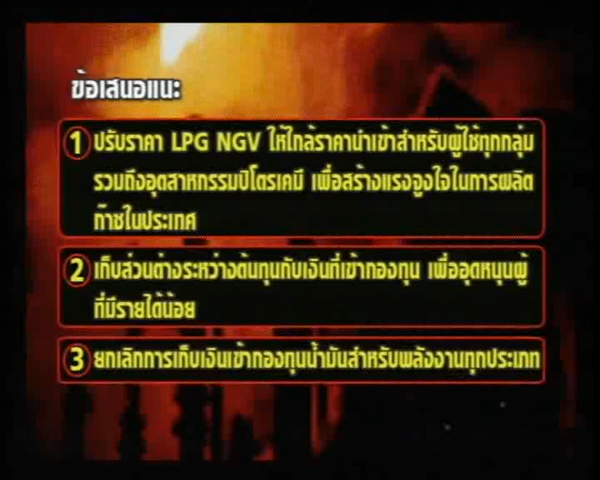 ข้อเสนอแนะ
1 ปรับราคา LPG NGV ให้ใกล้ราคานำเข้าสำหรับผู้ใช้ทุกกลุ่ม
รวมถึงอุตสาหกรรมปิโตรเคมี เพื่อสร้างแรงจูงใจในการผลิต
ก๊าซในประเทศ
2 เก็บส่วนต่างระหว่างต้นทุนกับเงินที่เข้ากองทุน เพื่ออุดหนุนผู้
ที่มีรายได้น้อย
3 ยกเลิกการเก็บเงินเข้ากองทุนน้ำมันสำหรับพลังงานทุกประเภท